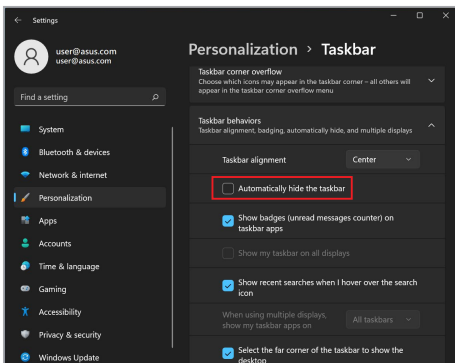 Settings
user@asus.com
user@asus.com
Find a setting
System
Bluetooth & devices
Network & internet
Personalization
Apps
Accounts
Time & language
Gaming
Accessibility
Privacy & security
Windows Update
Personalization > Taskbar
Taskbar corner overflow
Choose which icons may appear in the taskbar corner – all others will
appear in the taskbar corner overflow menu
Taskbar behaviors
Taskbar alignment, badging, automatically hide, and multiple displays
Taskbar alignment
Center
Automatically hide the taskbar
Show badges (unread messages counter) on
taskbar apps
Show my taskbar on all displays
Show recent searches when I hover over the search
icon
When using multiple displays,
show my taskbar apps on
All taskbars
Select the far corner of the taskbar to show the
desktop